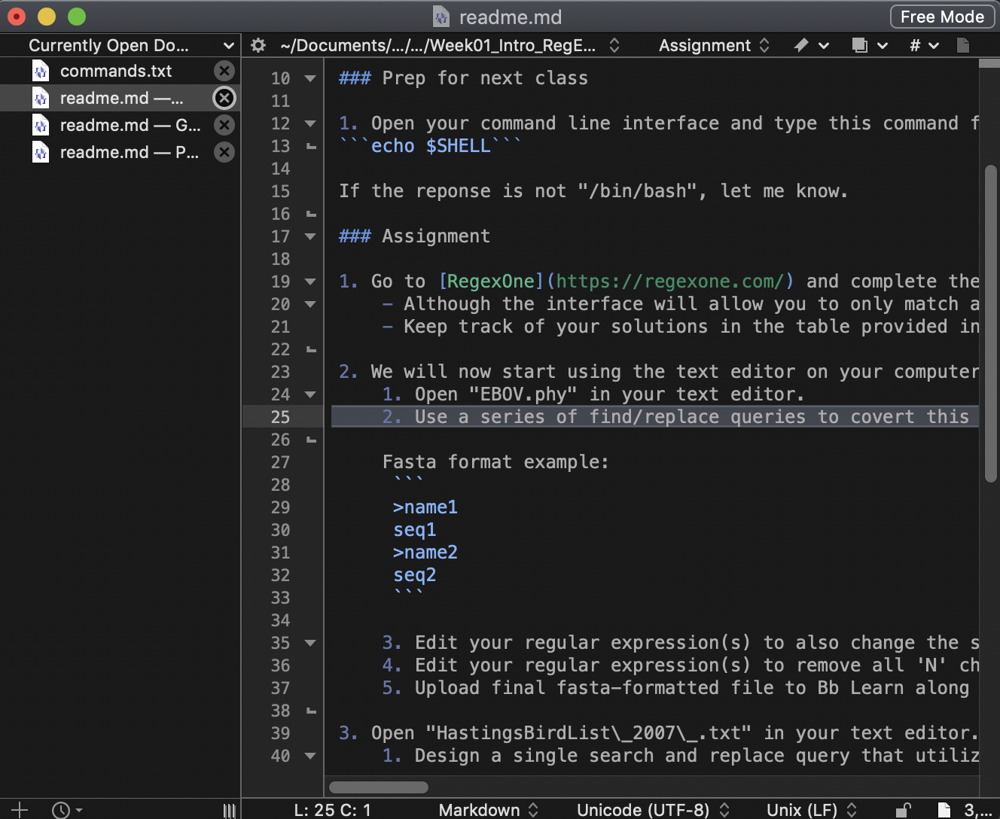 readme.md
Free Mode
Currently Open Do...
~/Documents/.../.../Week01_Intro_RegE...
Assignment
#
commands.txt
readme.md —...
readme.md — G...
readme.md — P...
10 ### Prep for next class
11
12 1. Open your command line interface and type this command f
13 ```echo $SHELL```
14
15 If the reponse is not "/bin/bash", let me know.
16
17 ### Assignment
18
19 1. Go to [RegexOne](https://regexone.com/) and complete the
20 - Although the interface will allow you to only match a
21 - Keep track of your solutions in the table provided in
22
23 2. We will now start using the text editor on your computer
24 1. Open "EBOV.phy" in your text editor.
25 2. Use a series of find/replace queries to covert this
26
27 Fasta format example:
28 ```
29 >name1
30 seq1
31 >name2
32 seq2
33 ```
34
35 3. Edit your regular expression(s) to also change the s
36 4. Edit your regular expression(s) to remove all 'N' ch
37 5. Upload final fasta-formatted file to Bb Learn along
38
39 3. Open "HastingsBirdList\_2007\_.txt" in your text editor.
40 1. Design a single search and replace query that utiliz
L: 25 C: 1
Markdown
Unicode (UTF-8)
Unix (LF)
3,...